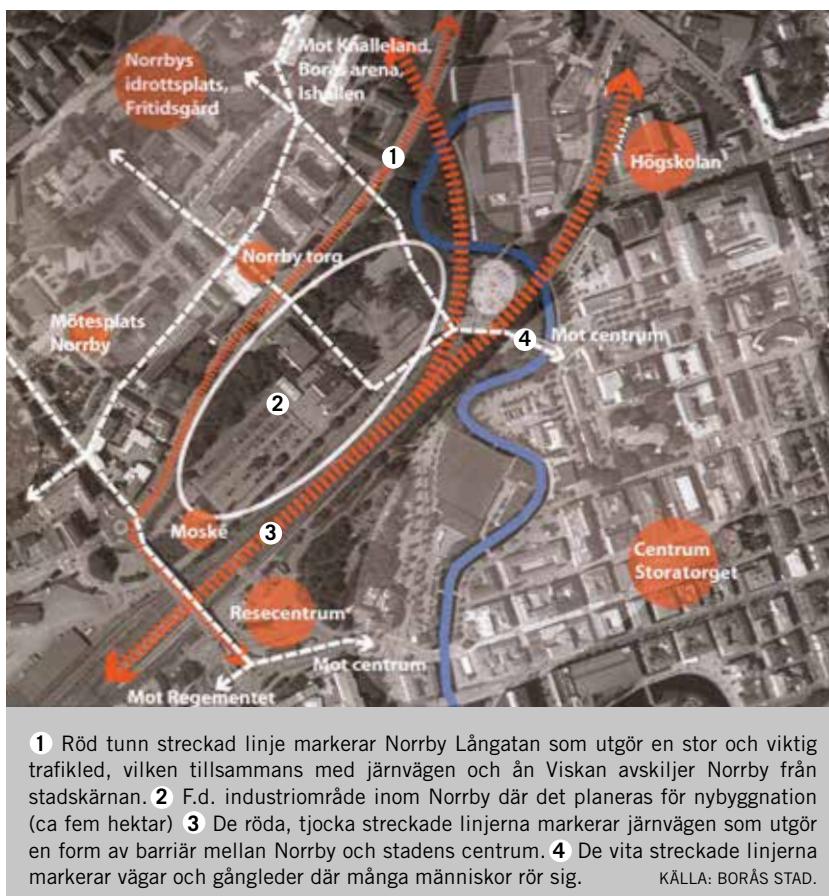 Mot Knalleland,
Borås arena,
Ishallen
Norrbys
idrottsplats,
Fritidsgård
1
Högskolan
Norrby torg
Mötesplats
Norrby
4
Mot centrum
2
Moské
3
Centrum
Storatorget
Resecentrum
Mot centrum
Mot Regementet
1 Röd tunn streckad linje markerar Norrby Långatan som utgör en stor och viktig
trafikled, vilken tillsammans med järnvägen och ån Viskan avskiljer Norrby från
stadskärnan. 2 F.d. industriområde inom Norrby där det planeras för nybyggnation
(ca fem hektar) 3 De röda, tjocka streckade linjerna markerar järnvägen som utgör
en form av barriär mellan Norrby och stadens centrum. 4 De vita streckade linjerna
markerar vägar och gångleder där många människor rör sig. KÄLLA: BORÅS STAD.